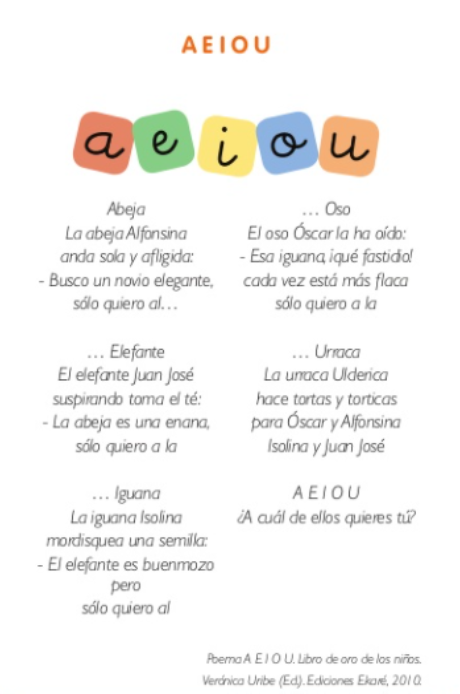 AEIOU
a e i o u
Abeja
La abeja Alfonsina
anda sola y afligida:
- Busco un novio elegante,
sólo quiero al...
... Elefante
El elefante Juan José
suspirando toma el té:
- La abeja es una enana,
sólo quiero a la
... Iguana
La iguana Isolina
mordisquea una semilla:
- El elefante es buenmozo
pero
sólo quiero al
... Oso
El oso Óscar la ha oído:
- Esa iguana, ¡qué fastidio!
cada vez está más flaca
sólo quiero a la
... Urraca
La urraca Ulderica
hace tortas y torticas
para Óscar y Alfonsina
Isolina y Juan José
A E I O U
¿A cuál de ellos quieres tú?
Poema A E I O U. Libro de oro de los niños.
Verónica Uribe (Ed.). Ediciones Ekaré, 2010.